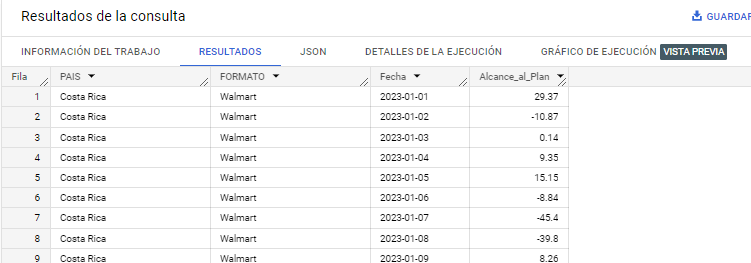 Resultados de la consulta
GUARDAR
INFORMACIÓN DEL TRABAJO RESULTADOS JSON DETALLES DE LA EJECUCIÓN GRÁFICO DE EJECUCIÓN VISTA PREVIA
Fila PAIS FORMATO Fecha Alcance_al_Plan
1 Costa Rica Walmart 2023-01-01 29.37
2 Costa Rica Walmart 2023-01-02 -10.87
3 Costa Rica Walmart 2023-01-03 0.14
4 Costa Rica Walmart 2023-01-04 9.35
5 Costa Rica Walmart 2023-01-05 15.15
6 Costa Rica Walmart 2023-01-06 -8.84
7 Costa Rica Walmart 2023-01-07 -45.4
8 Costa Rica Walmart 2023-01-08 -39.8
9 Costa Rica Walmart 2023-01-09 8.26